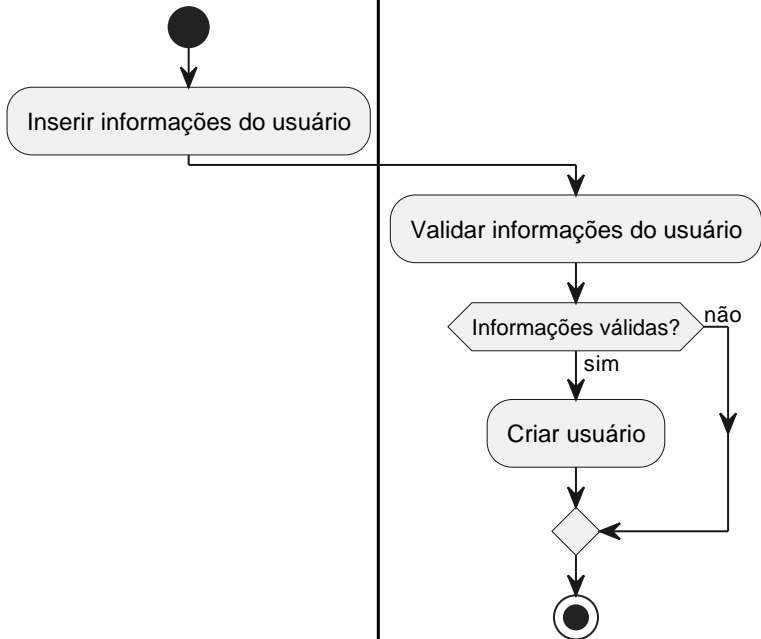 Inserir informações do usuário
Validar informações do usuário
Informações válidas?
não
sim
Criar usuário